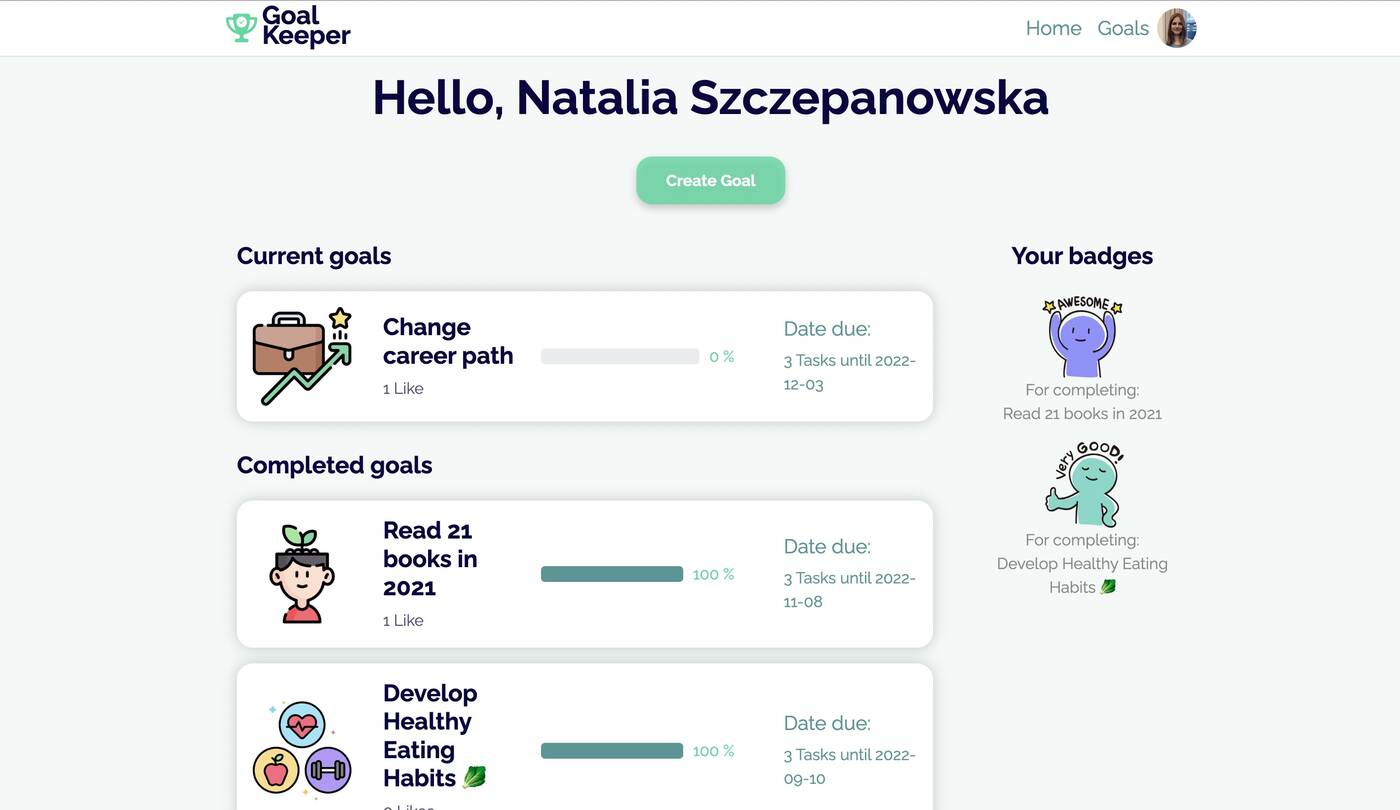 Goal
Keeper
Home Goals
Hello, Natalia Szczepanowska
Create Goal
Current goals
Change
career path
1 Like
0 %
Date due:
3 Tasks until 2022-
12-03
Completed goals
Read 21
books in
2021
1 Like
100 %
Date due:
3 Tasks until 2022-
11-08
Develop
Healthy
Eating
Habits 🥬
100 %
Date due:
3 Tasks until 2022-
09-10
Your badges
AWESOME
For completing:
Read 21 books in 2021
very GOOD!
For completing:
Develop Healthy Eating
Habits 🥬